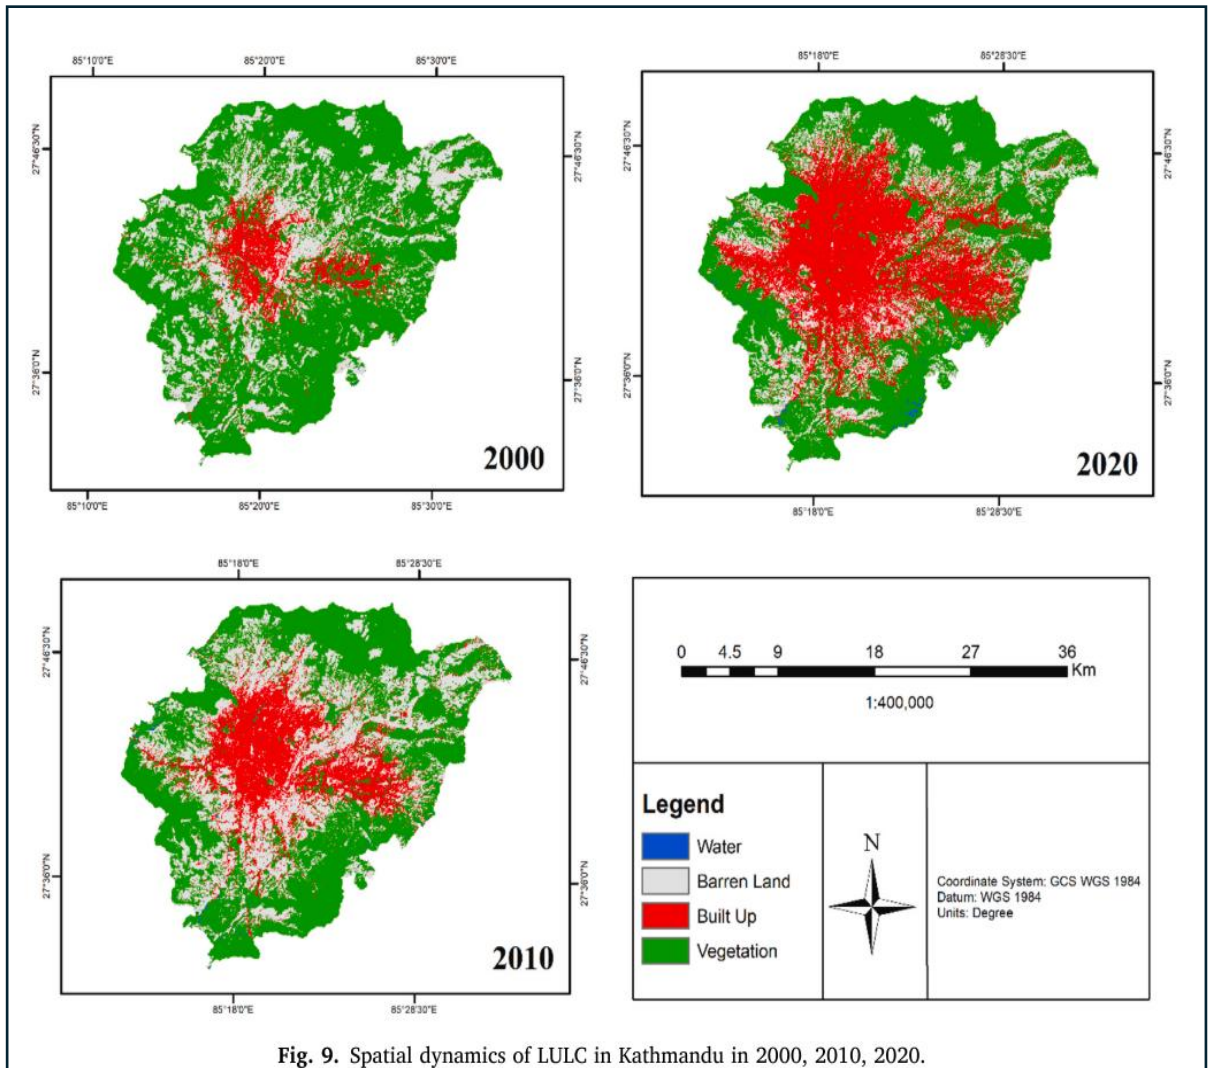 85°10'0"E 85°20'0"E 85°30'0"E
27°46'30"N 27°46'30"N
27°36'0"N 27°36'0"N
2000
85°10'0"E 85°20'0"E 85°30'0"E
85°18'0"E 85°28'30"E
27°46'30"N 27°46'30"N
27°36'0"N 27°36'0"N
2020
85°18'0"E 85°28'30"E
85°18'0"E 85°28'30"E
27°46'30"N 27°46'30"N
27°36'0"N 27°36'0"N
2010
85°18'0"E 85°28'30"E
0 4.5 9 18 27 36
Km
1:400,000
Legend
Water
Barren Land
Built Up
Vegetation
N
Coordinate System: GCS WGS 1984
Datum: WGS 1984
Units: Degree
Fig. 9. Spatial dynamics of LULC in Kathmandu in 2000, 2010, 2020.